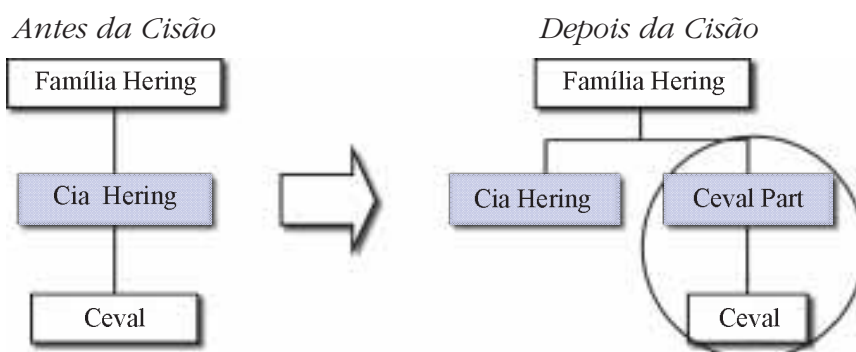 Antes da Cisão
Família Hering
Cia Hering
Ceval
Depois da Cisão
Família Hering
Cia Hering
Ceval Part
Ceval